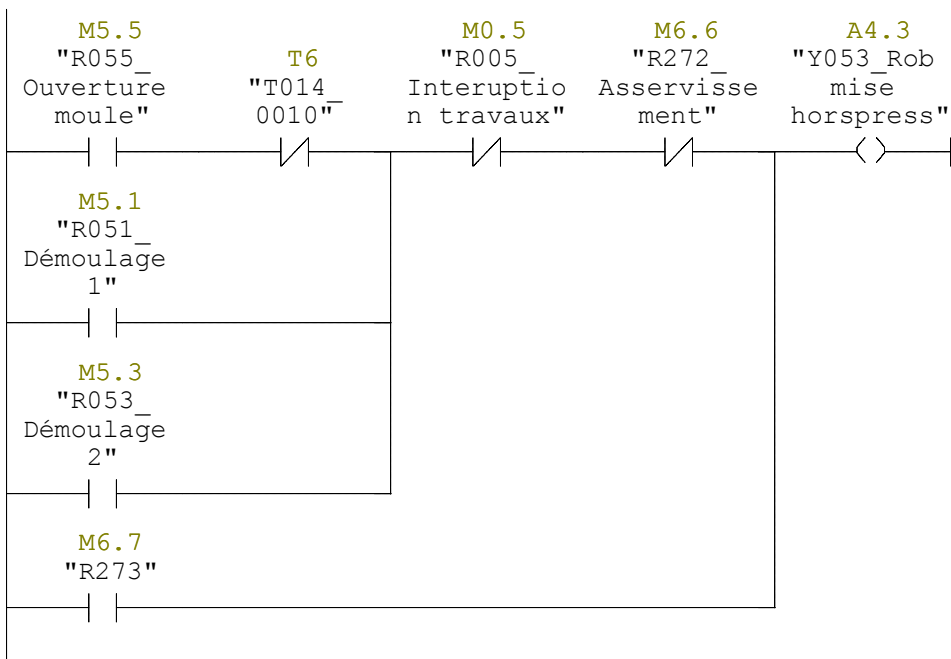 M5.5
"R055_
Ouverture
moule"
T6
"T014_
0010"
M0.5
"R005_
Interuptio
n travaux"
M6.6
"R272_
Asservisse
ment"
A4.3
"Y053_Rob
mise
horspress"
M5.1
"R051_
Démoulage
1"
M5.3
"R053_
Démoulage
2"
M6.7
"R273"